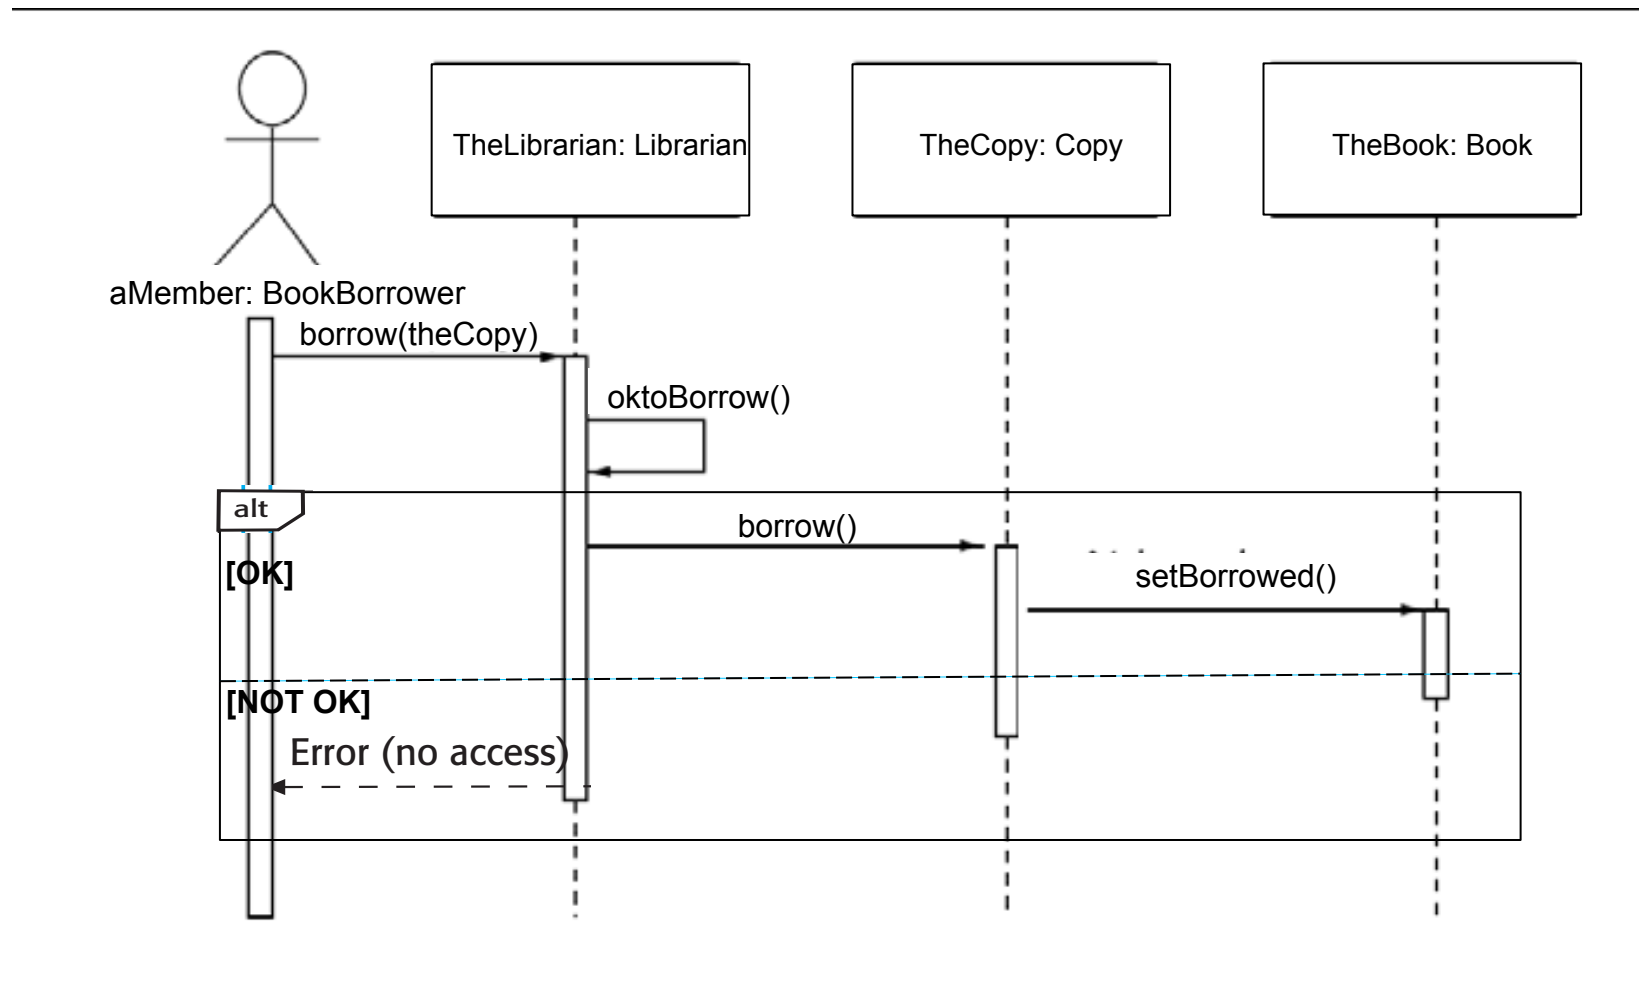 TheLibrarian: Librarian
TheCopy: Copy
TheBook: Book
aMember: BookBorrower
borrow(theCopy)
oktoBorrow()
alt
borrow()
[OK]
setBorrowed()
[NOT OK]
Error (no access)